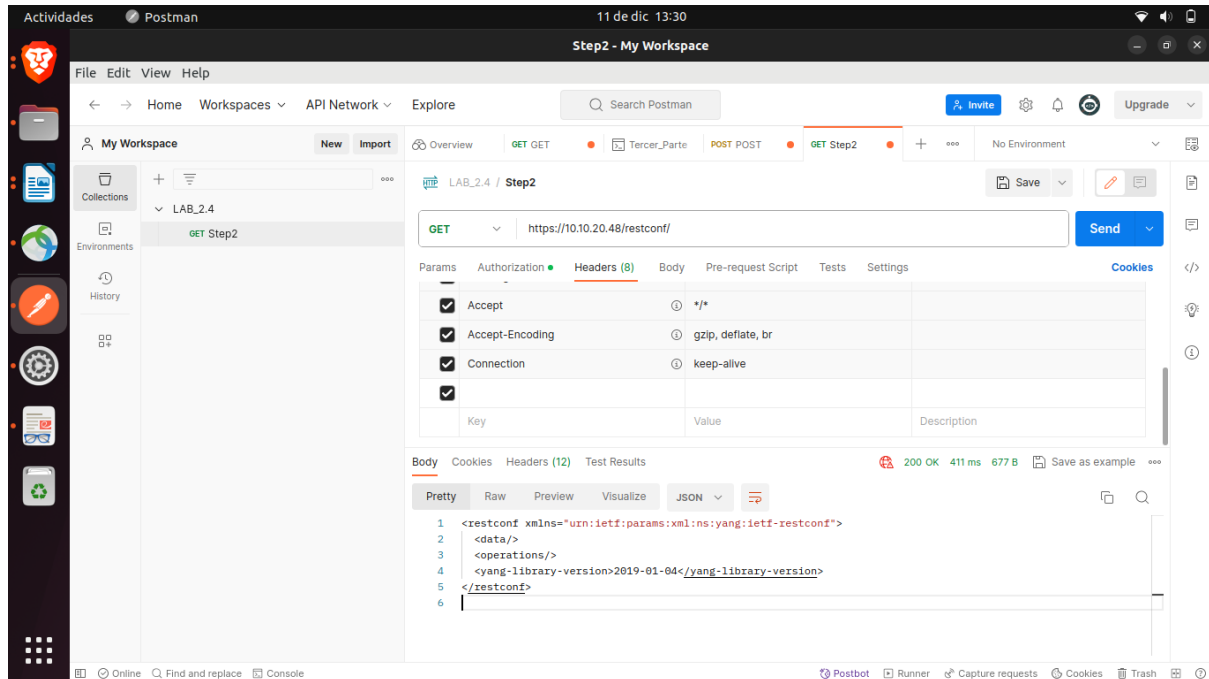 Actividades Postman 11 de dic 13:30
Step2 - My Workspace
File Edit View Help
Home Workspaces API Network Explore Search Postman Invite Upgrade
My Workspace New Import Overview GET GET Tercer_Parte POST POST GET Step2 No Environment
Collections
LAB_2.4
GET Step2
Environments
History
HTTP LAB_2.4 / Step2 Save
GET https://10.10.20.48/restconf/ Send
Params Authorization Headers (8) Body Pre-request Script Tests Settings Cookies
Accept */*
Accept-Encoding gzip, deflate, br
Connection keep-alive
Key Value Description
Body Cookies Headers (12) Test Results 200 OK 411 ms 677 B Save as example
Pretty Raw Preview Visualize JSON
1 <restconf xmlns="urn:ietf:params:xml:ns:yang:ietf-restconf">
2 <data/>
3 <operations/>
4 <yang-library-version>2019-01-04</yang-library-version>
5 </restconf>
6
Online Find and replace Console Postbot Runner Capture requests Cookies Trash